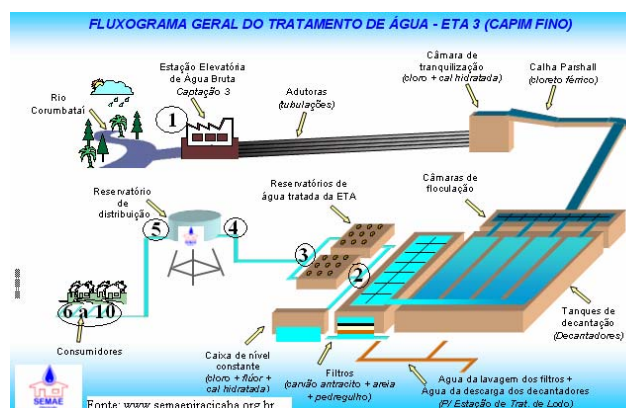 FLUXOGRAMA GERAL DO TRATAMENTO DE ÁGUA - ETA 3 (CAPIM FINO)
Estação Elevatória
de Água Bruta
Captação 3
Câmara de
tranquilização
(cloro + cal hidratada)
Calha Parshall
(cloreto férrico)
Rio
Corumbataí
Adutoras
(tubulações)
1
Reservatório
de
distribuição
Reservatórios de
água tratada da ETA
Câmaras de
floculação
5
4
3
2
6 a 10
Consumidores
Tanques de
decantação
(Decantadores)
Caixa de nível
constante
(cloro + flúor +
cal hidratada)
Filtros
(carvão antracito + areia
+ pedregulho)
Água da lavagem dos filtros +
Água da descarga dos decantadores
(P/ Estação de Trat. de Lodo)
SEMAE
Fonte: www.semaepiracicaba.org.br